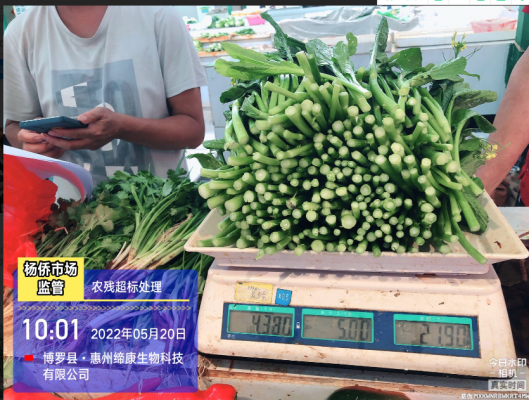 杨侨市场
监管
农残超标处理
10:01
2022年05月20日
博罗县·惠州缔康生物科技
有限公司
4.380
5.00
21.90
今日水印
相机
真实时间